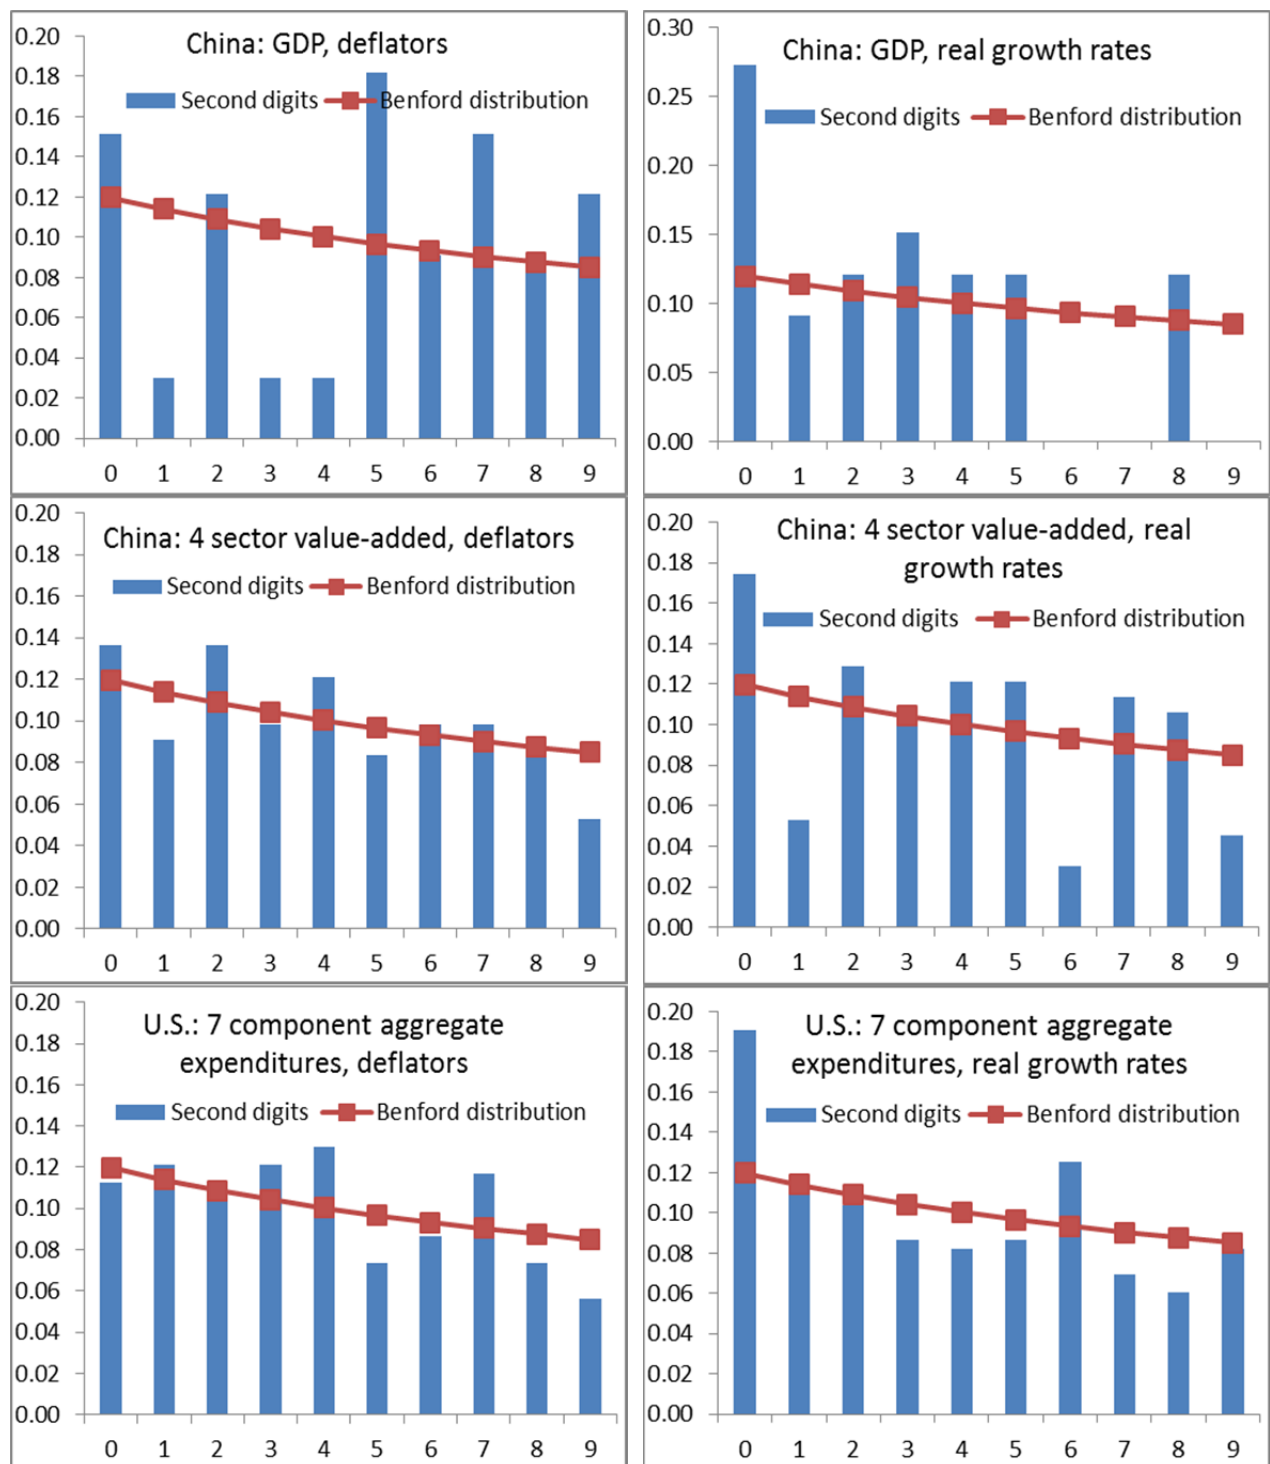 China: GDP, deflators
Second digits Benford distribution
0.20
0.18
0.16
0.14
0.12
0.10
0.08
0.06
0.04
0.02
0.00
0 1 2 3 4 5 6 7 8 9
China: GDP, real growth rates
Second digits Benford distribution
0.30
0.25
0.20
0.15
0.10
0.05
0.00
0 1 2 3 4 5 6 7 8 9
China: 4 sector value-added, deflators
Second digits Benford distribution
0.20
0.18
0.16
0.14
0.12
0.10
0.08
0.06
0.04
0.02
0.00
0 1 2 3 4 5 6 7 8 9
China: 4 sector value-added, real
growth rates
Second digits Benford distribution
0.20
0.18
0.16
0.14
0.12
0.10
0.08
0.06
0.04
0.02
0.00
0 1 2 3 4 5 6 7 8 9
U.S.: 7 component aggregate
expenditures, deflators
Second digits Benford distribution
0.20
0.18
0.16
0.14
0.12
0.10
0.08
0.06
0.04
0.02
0.00
0 1 2 3 4 5 6 7 8 9
U.S.: 7 component aggregate
expenditures, real growth rates
Second digits Benford distribution
0.20
0.18
0.16
0.14
0.12
0.10
0.08
0.06
0.04
0.02
0.00
0 1 2 3 4 5 6 7 8 9